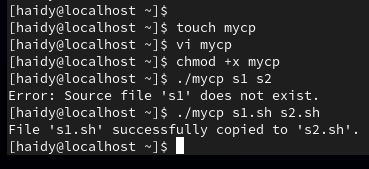 [haidy@localhost ~]$
[haidy@localhost ~]$ touch mycp
[haidy@localhost ~]$ vi mycp
[haidy@localhost ~]$ chmod +x mycp
[haidy@localhost ~]$ ./mycp s1 s2
Error: Source file 's1' does not exist.
[haidy@localhost ~]$ ./mycp s1.sh s2.sh
File 's1.sh' successfully copied to 's2.sh'.
[haidy@localhost ~]$